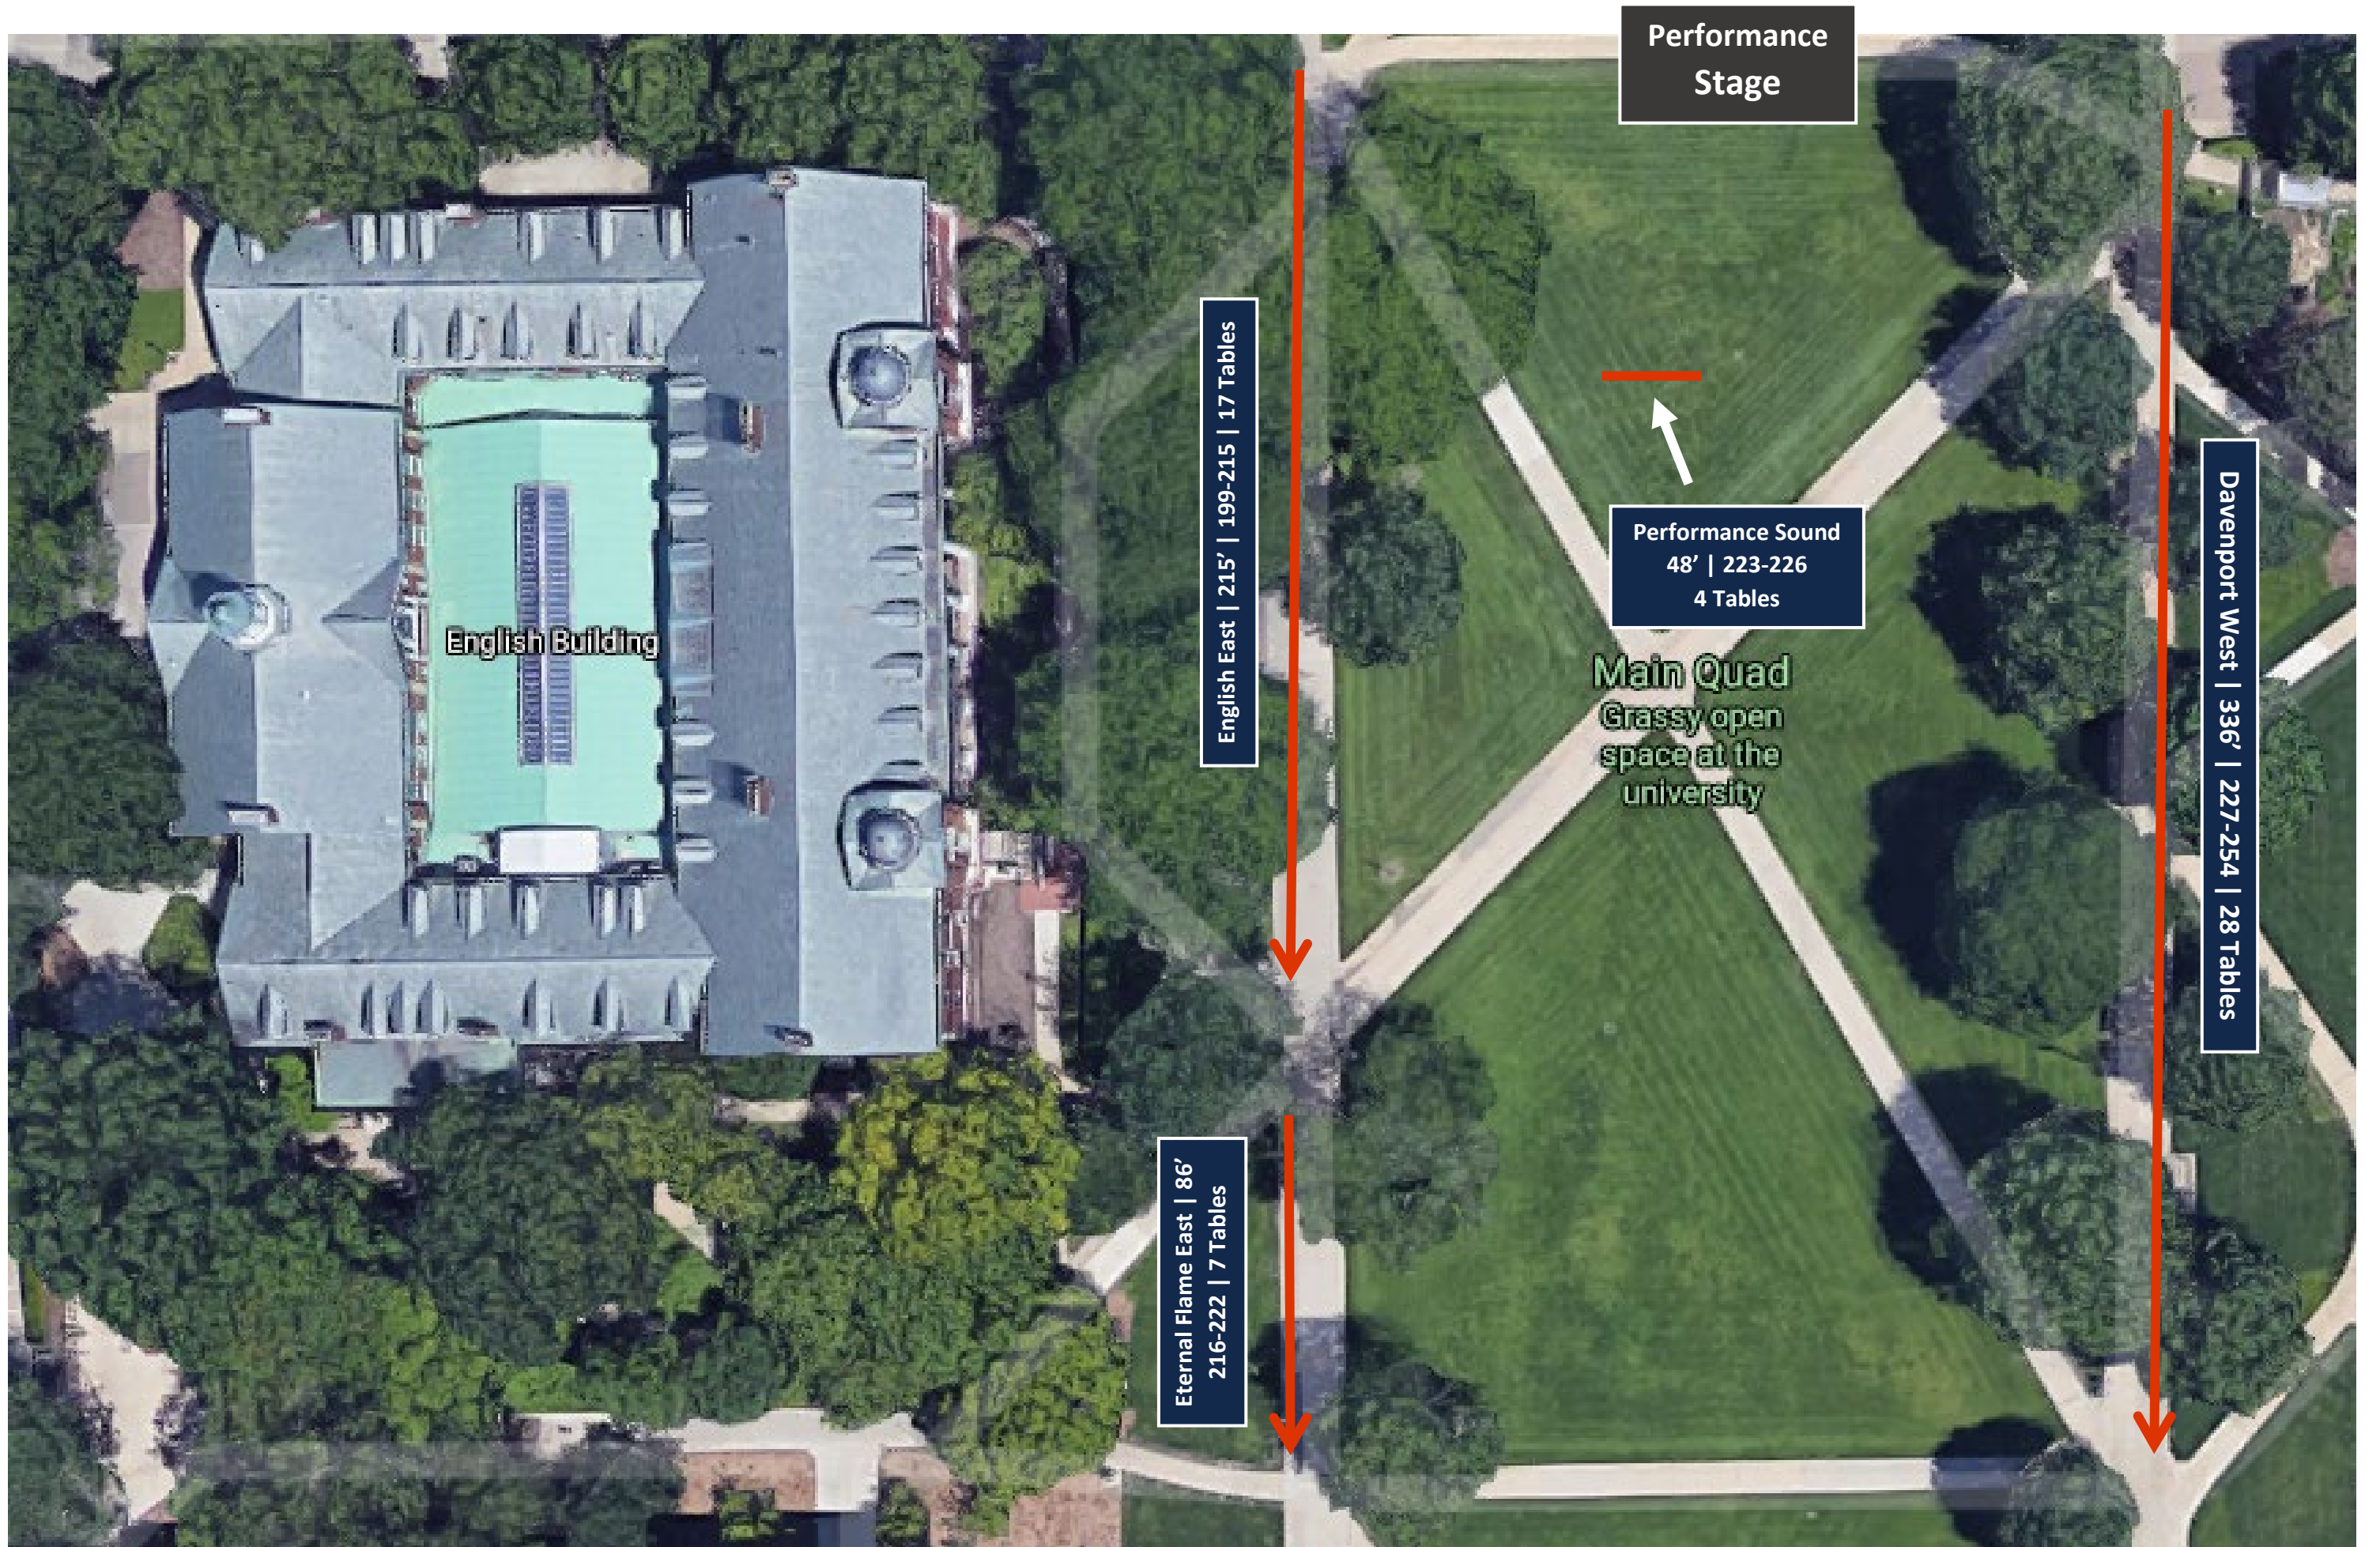 Performance
Stage
English East | 215’ | 199-215 | 17 Tables
Performance Sound
48’ | 223-226
4 Tables
Davenport West | 336’ | 227-254 | 28 Tables
English Building
Main Quad
Grassy open
space at the
university
Eternal Flame East | 86’
216-222 | 7 Tables